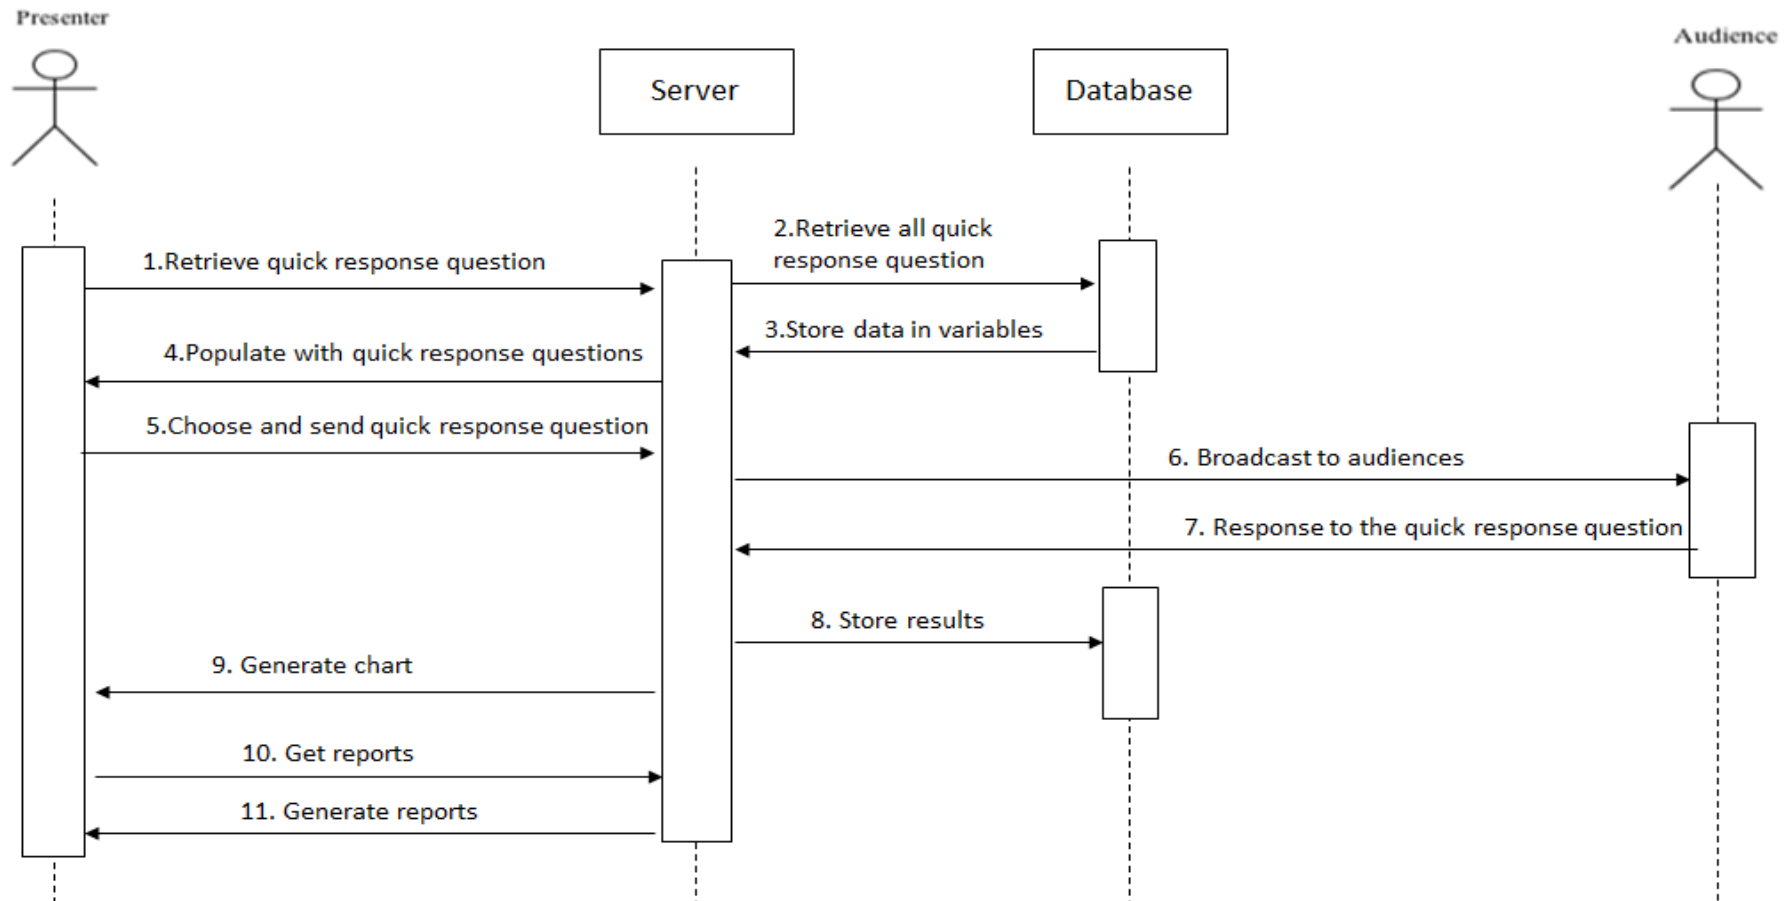 Presenter
Audience
Server
Database
1.Retrieve quick response question
2.Retrieve all quick
response question
3.Store data in variables
4.Populate with quick response questions
5.Choose and send quick response question
6. Broadcast to audiences
7. Response to the quick response question
8. Store results
9. Generate chart
10. Get reports
11. Generate reports